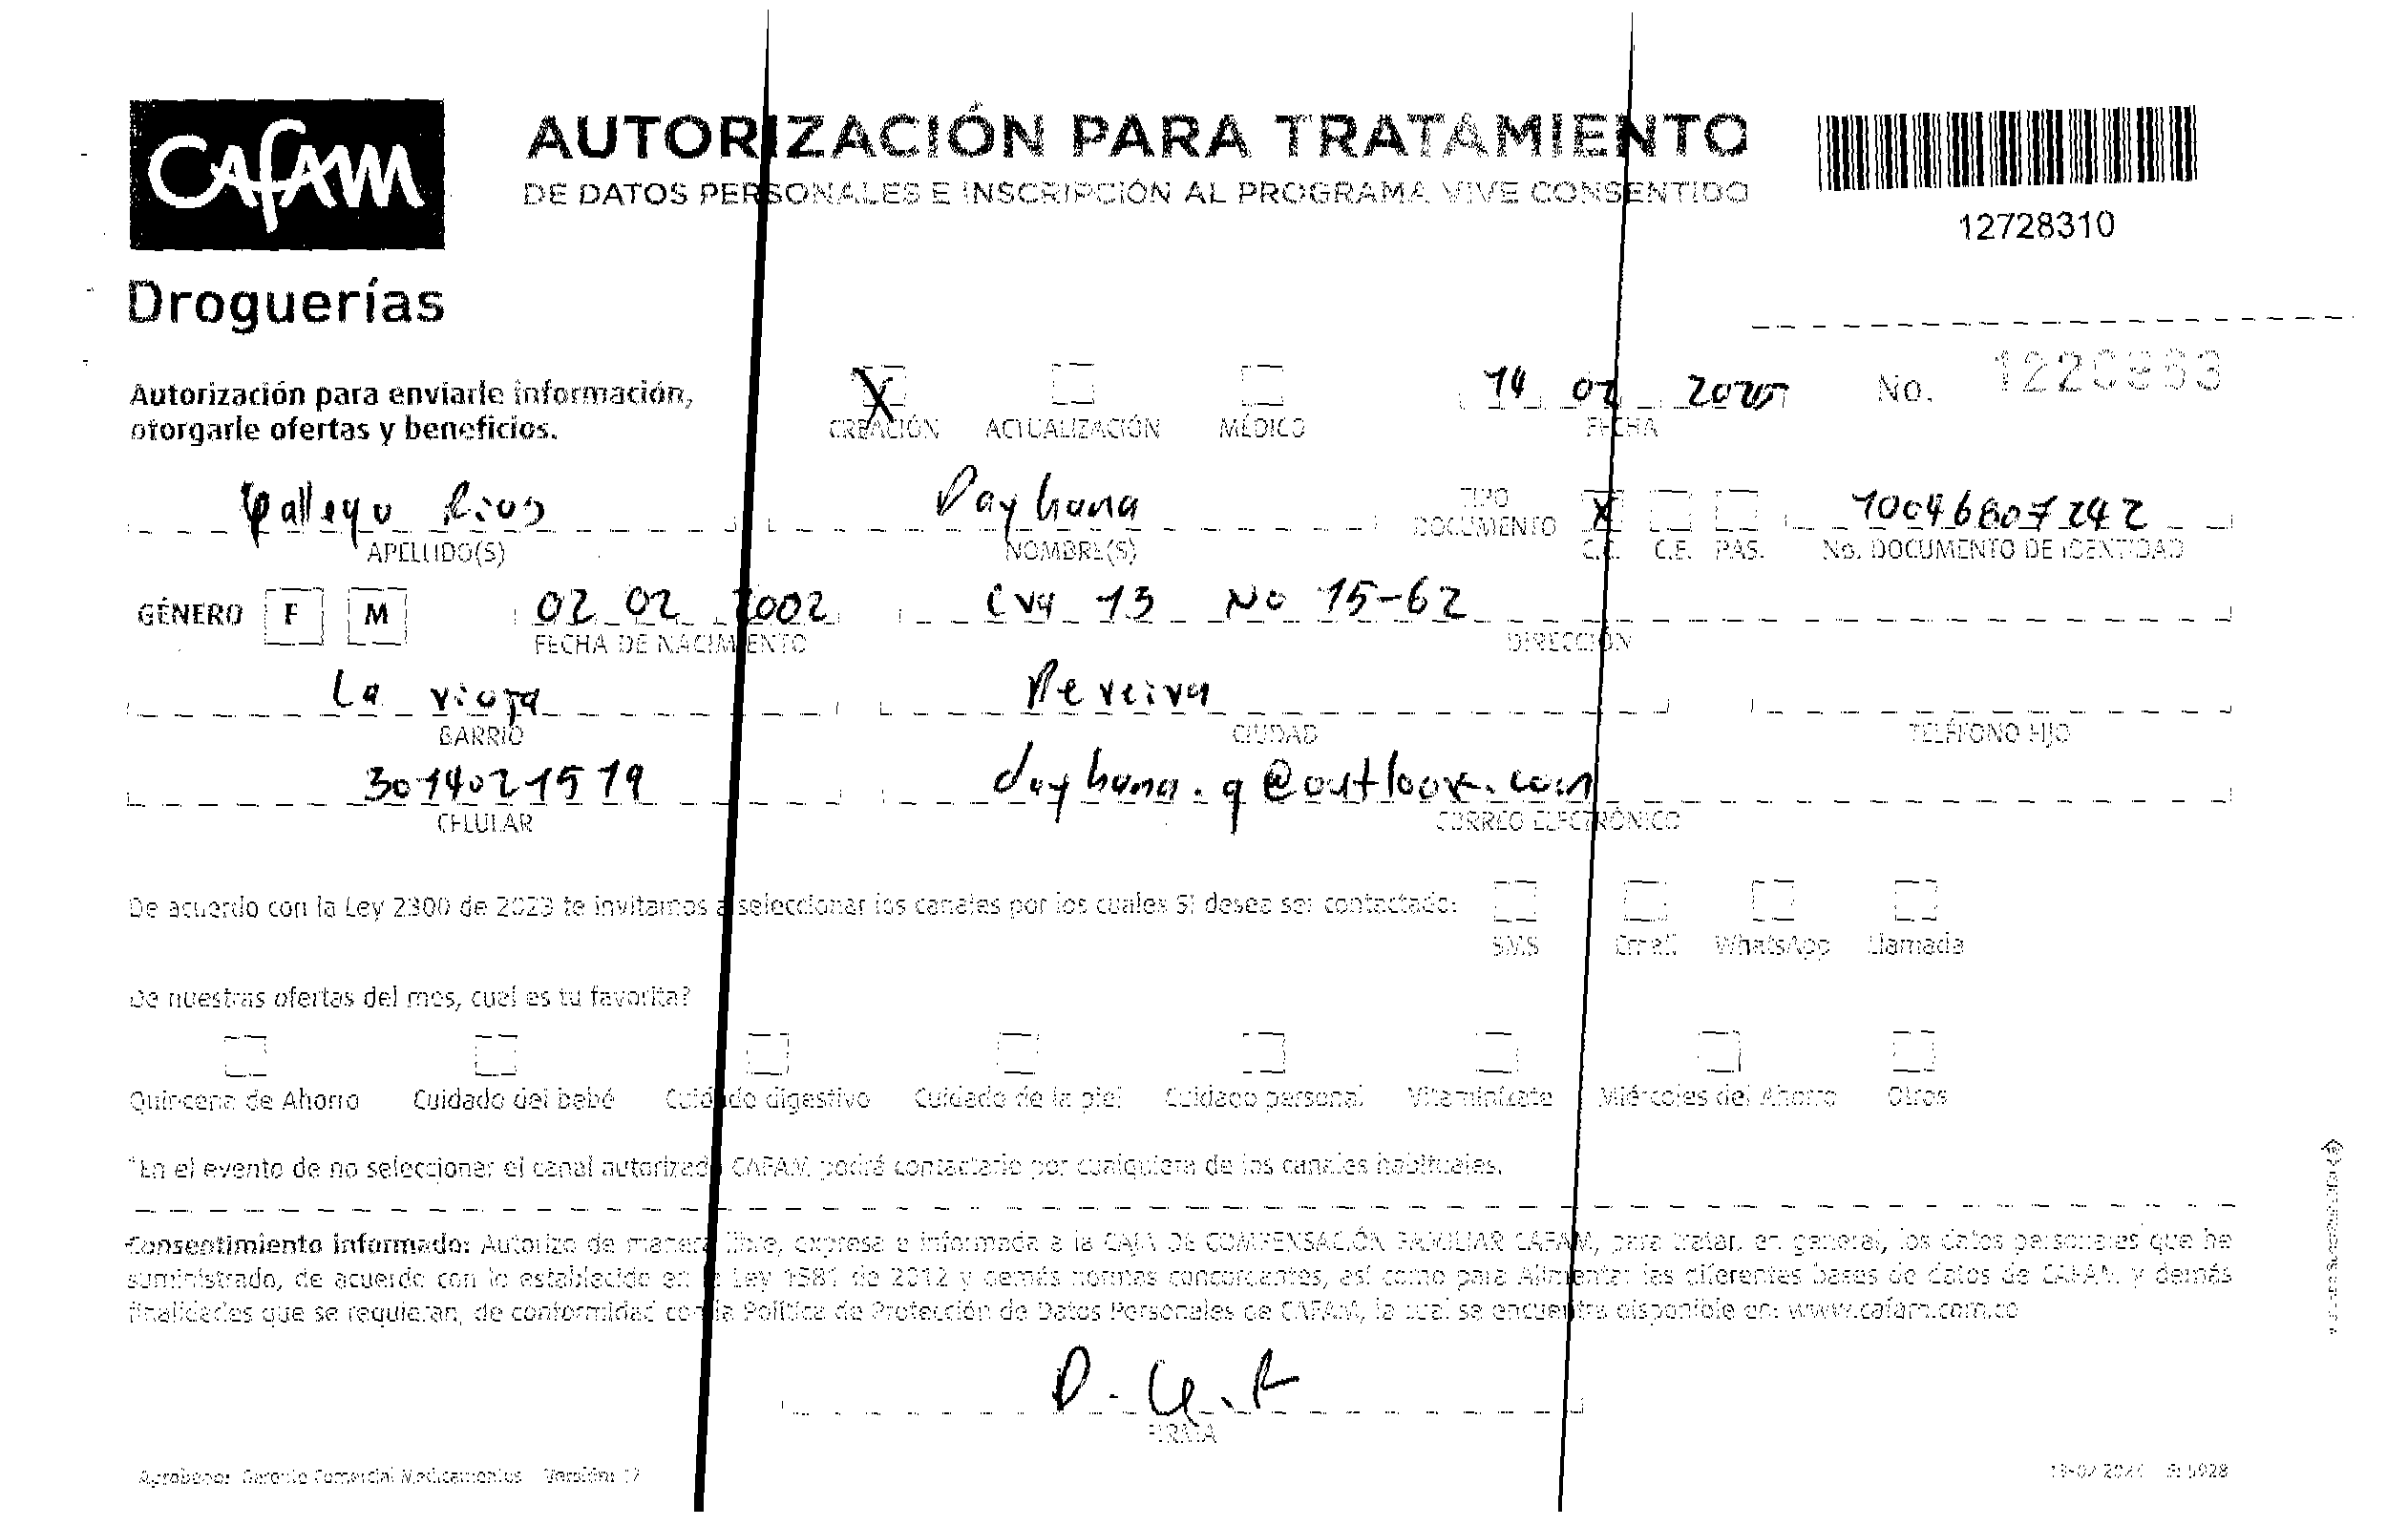 CAFAM
Droguerías
AUTORIZACIÓN PARA TRATAMIENTO
DE DATOS PERSONALES E INSCRIPCIÓN AL PROGRAMA VIVE CONSENTIDO
12728310
Autorización para enviarle información,
otorgarle ofertas y beneficios.
X CREACIÓN ACTUALIZACIÓN MÉDICO
14 02 FECHA
No.
Gallego Rios
APELLIDO(S)
Dayhana
NOMBRE(S)
TIPO DOCUMENTO X C.C. C.E. PAS.
No. DOCUMENTO DE IDENTIDAD
GÉNERO F M
02 02 2002
FECHA DE NACIMIENTO
Cra 13 No 15-62
DIRECCIÓN
La
BARRIO
Pereira
CIUDAD
TELÉFONO FIJO
3014021519
CELULAR
dayhana.g@outlook.com
CORREO ELECTRÓNICO
De acuerdo con la Ley 2300 de 2023 te invitamos a seleccionar los canales por los cuales SI desea ser contactado:
SMS Email WhatsApp Llamada
De nuestras ofertas del mes, cual es tu favorita?
Quincena de Ahorro Cuidado del bebé Cuidado digestivo Cuidado de la piel Cuidado personal Vitaminízate Miércoles del Ahorro Otros
*En el evento de no seleccionar el canal autorizado CAFAM podrá contactarlo por cualquiera de los canales habituales.
Consentimiento informado: Autorizo de manera libre, expresa e informada a la CAJA DE COMPENSACIÓN FAMILIAR CAFAM, para tratar, en general, los datos personales que he
suministrado, de acuerdo con lo establecido en la Ley 1581 de 2012 y demás normas concordantes, así como para Alimentar las diferentes bases de datos de CAFAM y demás
finalidades que se requieran, de conformidad con la Política de Protección de Datos Personales de CAFAM, la cual se encuentra disponible en: www.cafam.com.co
D.G.R
FIRMA
Aprobado: Gerente Comercial Medicamentos Versión: 12